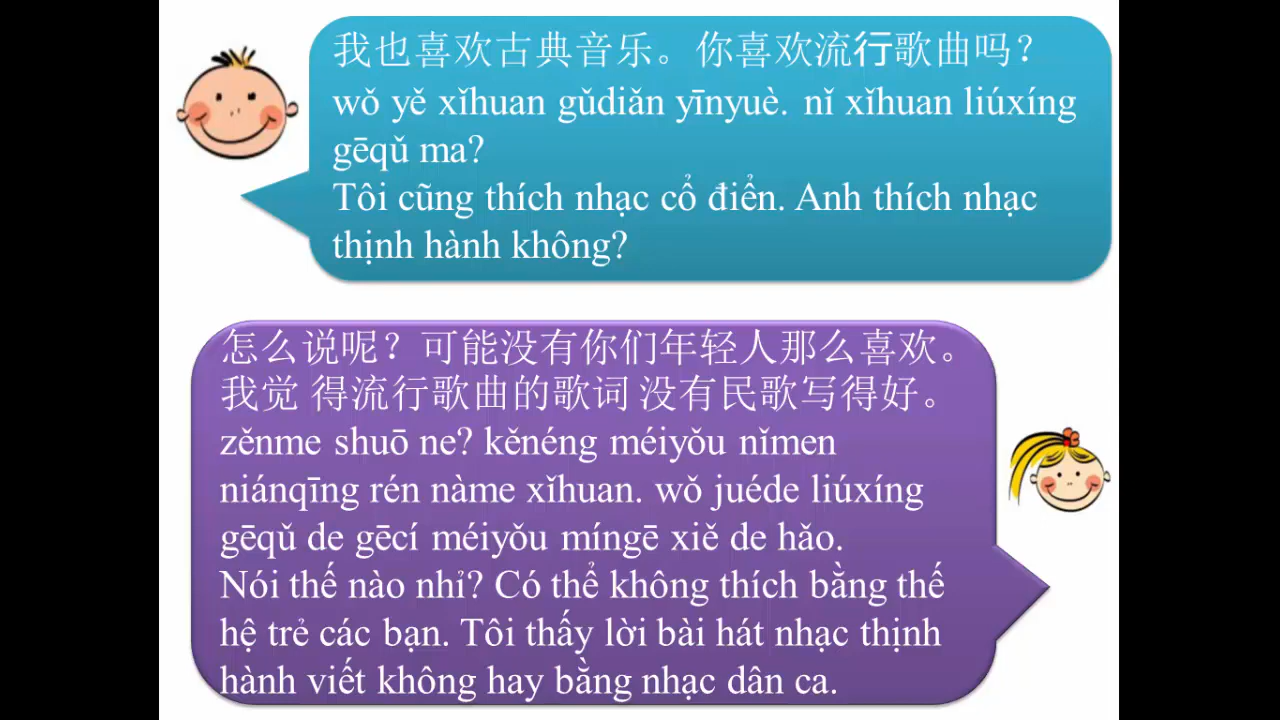 我也喜欢古典音乐。你喜欢流行歌曲吗？
wǒ yě xǐhuan gǔdiǎn yīnyuè. nǐ xǐhuan liúxíng
gēqǔ ma?
Tôi cũng thích nhạc cổ điển. Anh thích nhạc
thịnh hành không?
怎么说呢？可能没有你们年轻人那么喜欢。
我觉 得流行歌曲的歌词 没有民歌写得好。
zěnme shuō ne? kěnéng méiyǒu nǐmen
niánqīng rén nàme xǐhuan. wǒ juéde liúxíng
gēqǔ de gēcí méiyǒu míngē xiě de hǎo.
Nói thế nào nhỉ? Có thể không thích bằng thế
hệ trẻ các bạn. Tôi thấy lời bài hát nhạc thịnh
hành viết không hay bằng nhạc dân ca.